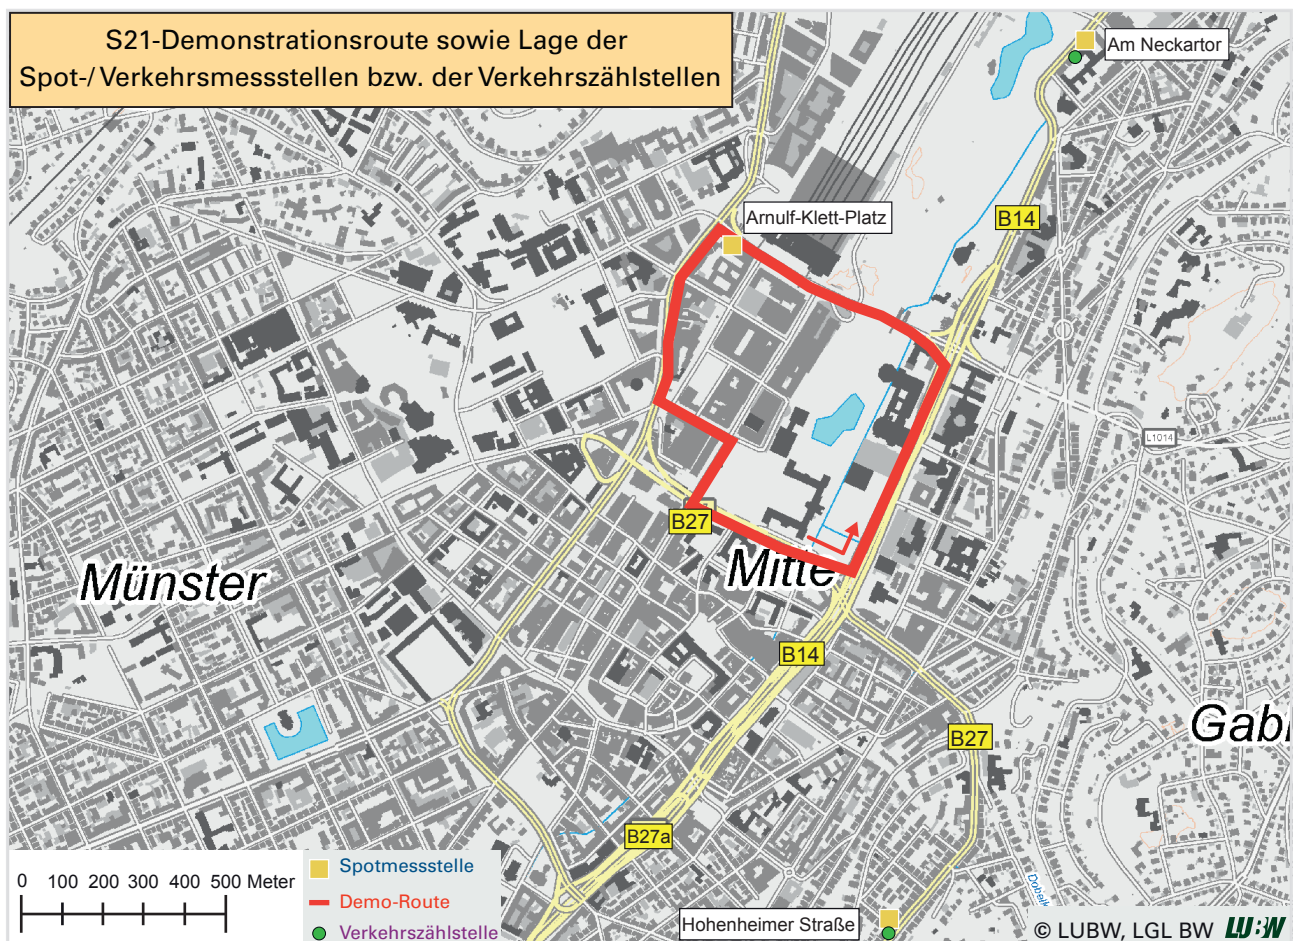 S21-Demonstrationsroute sowie Lage der
Spot-/ Verkehrsmessstellen bzw. der Verkehrszählstellen
Am Neckartor
Arnulf-Klett-Platz
B14
L1014
B27
Mitte
Münster
B14
Gabl
B27
B27a
0 100 200 300 400 500 Meter
Spotmessstelle
Demo-Route
Verkehrszählstelle
Hohenheimer Straße
© LUBW, LGL BW LUBW